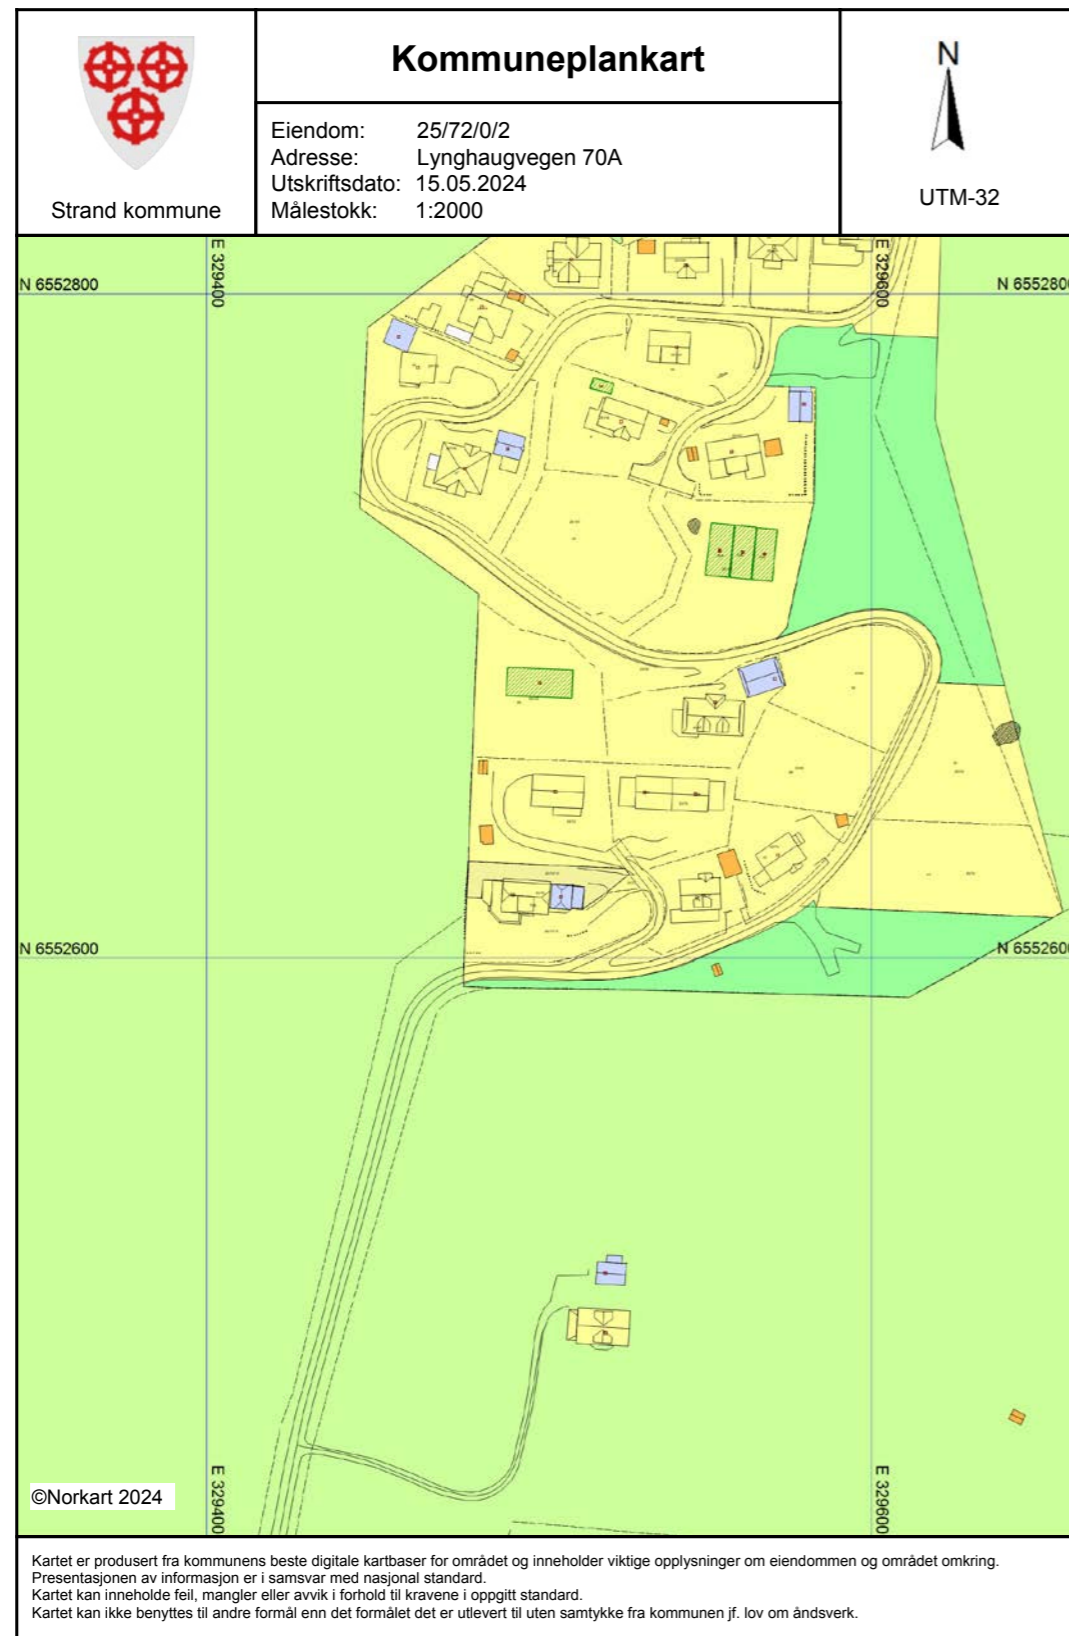 Kommuneplankart
Eiendom: 25/72/0/2
Adresse: Lynghaugvegen 70A
Utskriftsdato: 15.05.2024
Målestokk: 1:2000
Strand kommune
N
UTM-32
E 329400
E 329600
N 6552800
N 6552800
N 6552600
N 6552600
E 329400
E 329600
©Norkart 2024
Kartet er produsert fra kommunens beste digitale kartbaser for området og inneholder viktige opplysninger om eiendommen og området omkring.
Presentasjonen av informasjon er i samsvar med nasjonal standard.
Kartet kan inneholde feil, mangler eller avvik i forhold til kravene i oppgitt standard.
Kartet kan ikke benyttes til andre formål enn det formålet det er utlevert til uten samtykke fra kommunen jf. lov om åndsverk.